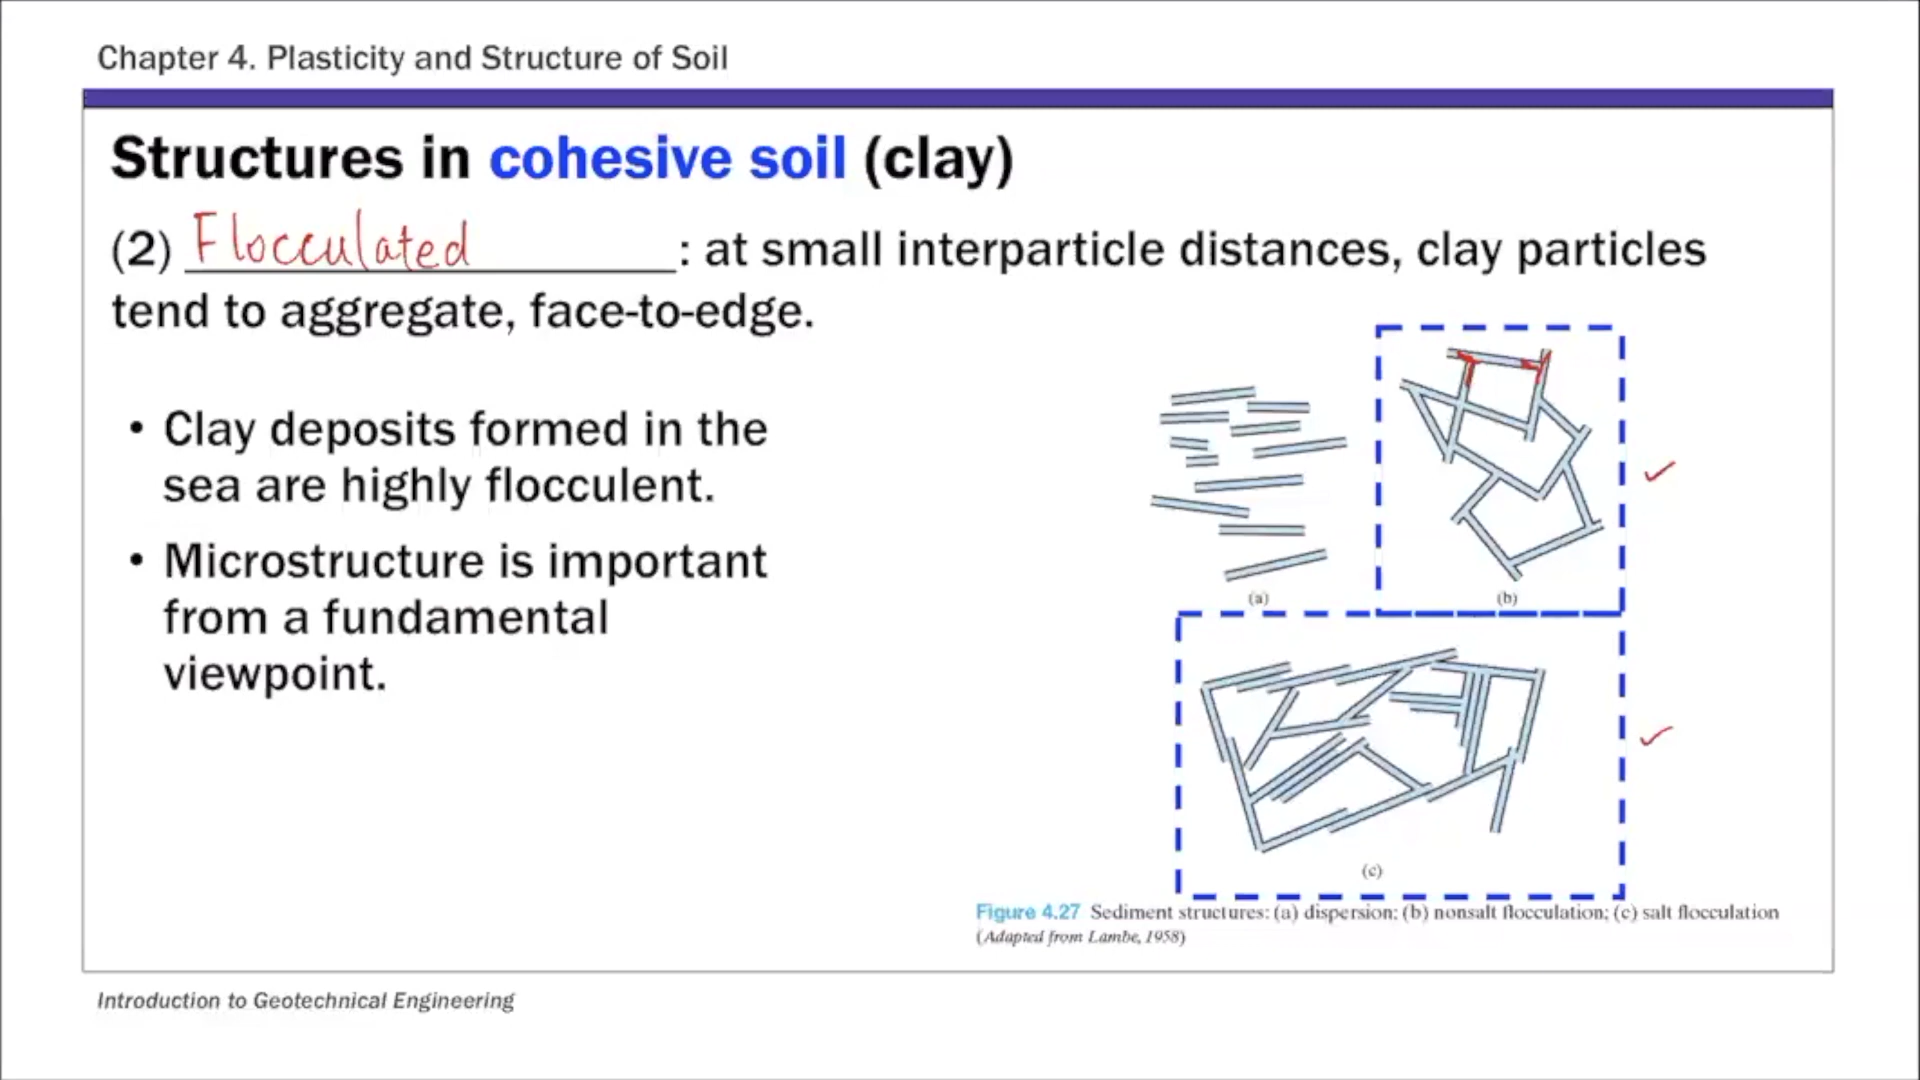 Chapter 4. Plasticity and Structure of Soil
Structures in cohesive soil (clay)
(2) Flocculated : at small interparticle distances, clay particles
tend to aggregate, face-to-edge.
• Clay deposits formed in the
sea are highly flocculent.
• Microstructure is important
from a fundamental
viewpoint.
(a)
(b)
(c)
Figure 4.27 Sediment structures: (a) dispersion; (b) nonsalt flocculation; (c) salt flocculation
(Adapted from Lambe, 1958)
Introduction to Geotechnical Engineering